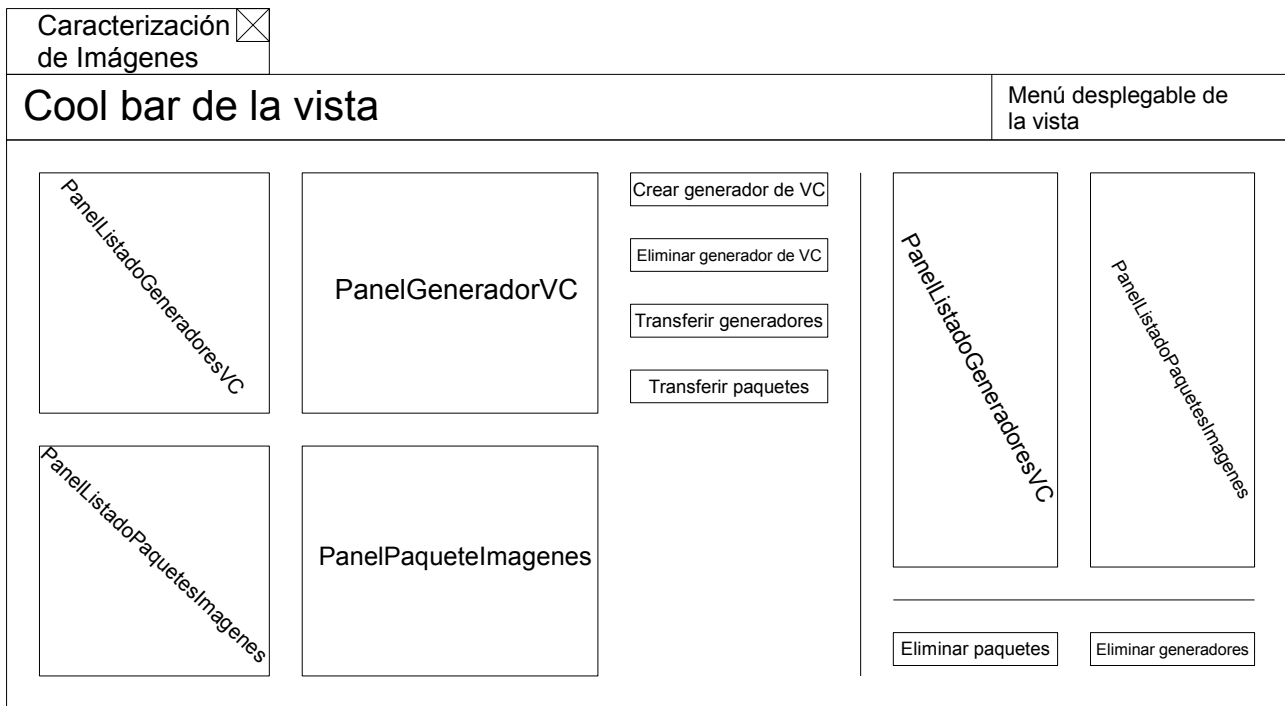 Caracterización
de Imágenes
Cool bar de la vista
Menú desplegable de
la vista
PanelListadoGeneradoresVC
PanelGeneradorVC
Crear generador de VC
Eliminar generador de VC
Transferir generadores
Transferir paquetes
PanelListadoPaquetesImagenes
PanelPaqueteImagenes
PanelListadoGeneradoresVC
PanelListadoPaquetesImagenes
Eliminar paquetes
Eliminar generadores